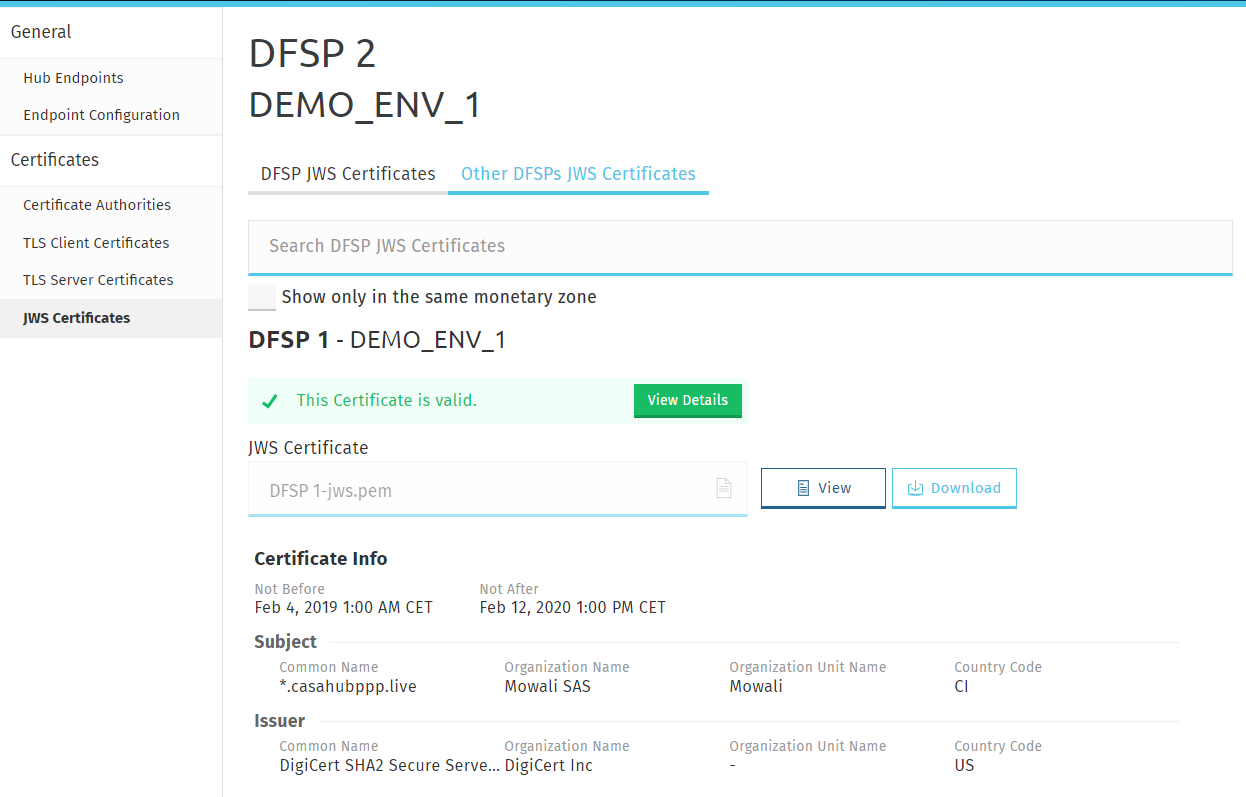 General
Hub Endpoints
Endpoint Configuration
Certificates
Certificate Authorities
TLS Client Certificates
TLS Server Certificates
JWS Certificates
DFSP 2
DEMO_ENV_1
DFSP JWS Certificates Other DFSPs JWS Certificates
Search DFSP JWS Certificates
Show only in the same monetary zone
DFSP 1 - DEMO_ENV_1
This Certificate is valid. View Details
JWS Certificate
DFSP 1-jws.pem View Download
Certificate Info
Not Before Not After
Feb 4, 2019 1:00 AM CET Feb 12, 2020 1:00 PM CET
Subject
Common Name Organization Name Organization Unit Name Country Code
*.casahubppp.live Mowali SAS Mowali CI
Issuer
Common Name Organization Name Organization Unit Name Country Code
DigiCert SHA2 Secure Serve... DigiCert Inc - US